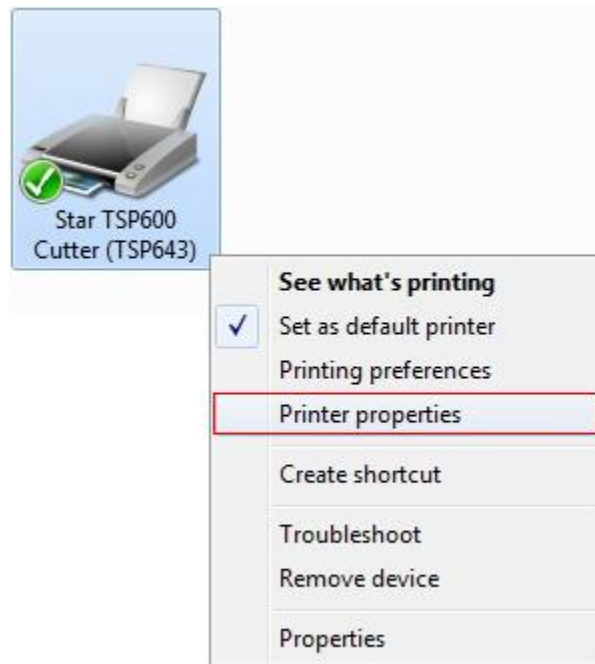 Star TSP600
Cutter (TSP643)
See what's printing
Set as default printer
Printing preferences
Printer properties
Create shortcut
Troubleshoot
Remove device
Properties